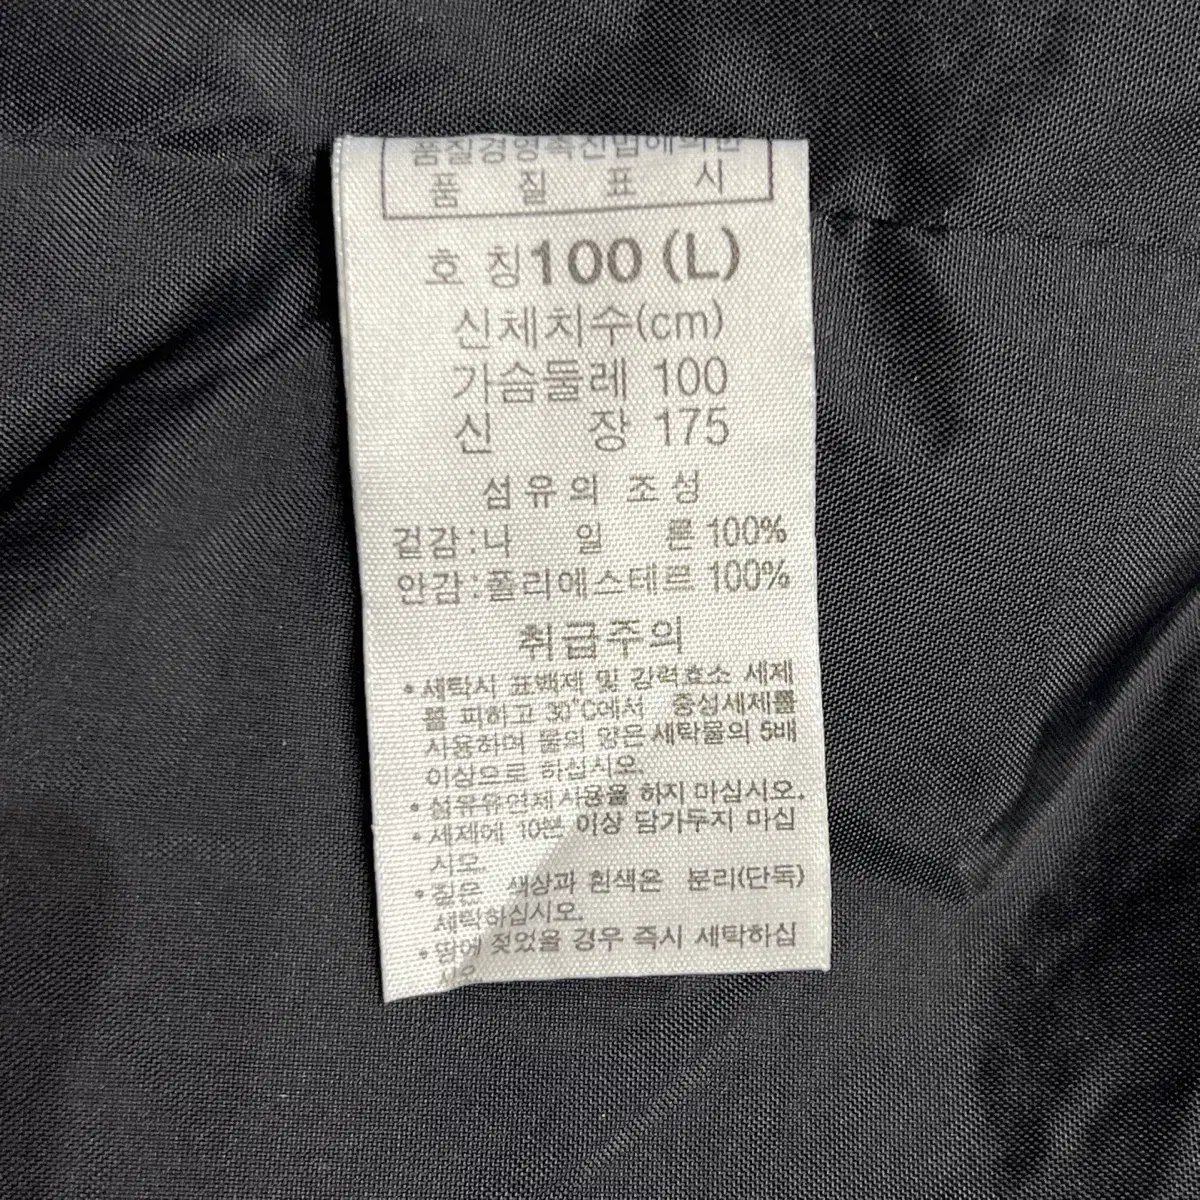 품질경영촉진법에의한
품 질 표 시
호 칭 100 (L)
신체치수(cm)
가슴둘레 100
신 장 175
섬유의 조성
겉감:나 일 론 100%
안감:폴리에스테르 100%
취급주의
• 세탁시 표백제 및 강력효소 세제
를 피하고 30°C에서 중성세제를
사용하며 물의 양은 세탁물의 5배
이상으로 하십시오.
• 섬유유연제 사용을 하지 마십시오.
• 세제에 10분 이상 담가두지 마십
시오.
• 짙은 색상과 흰색은 분리(단독)
세탁하십시오.
• 땀에 젖었을 경우 즉시 세탁하십
시오